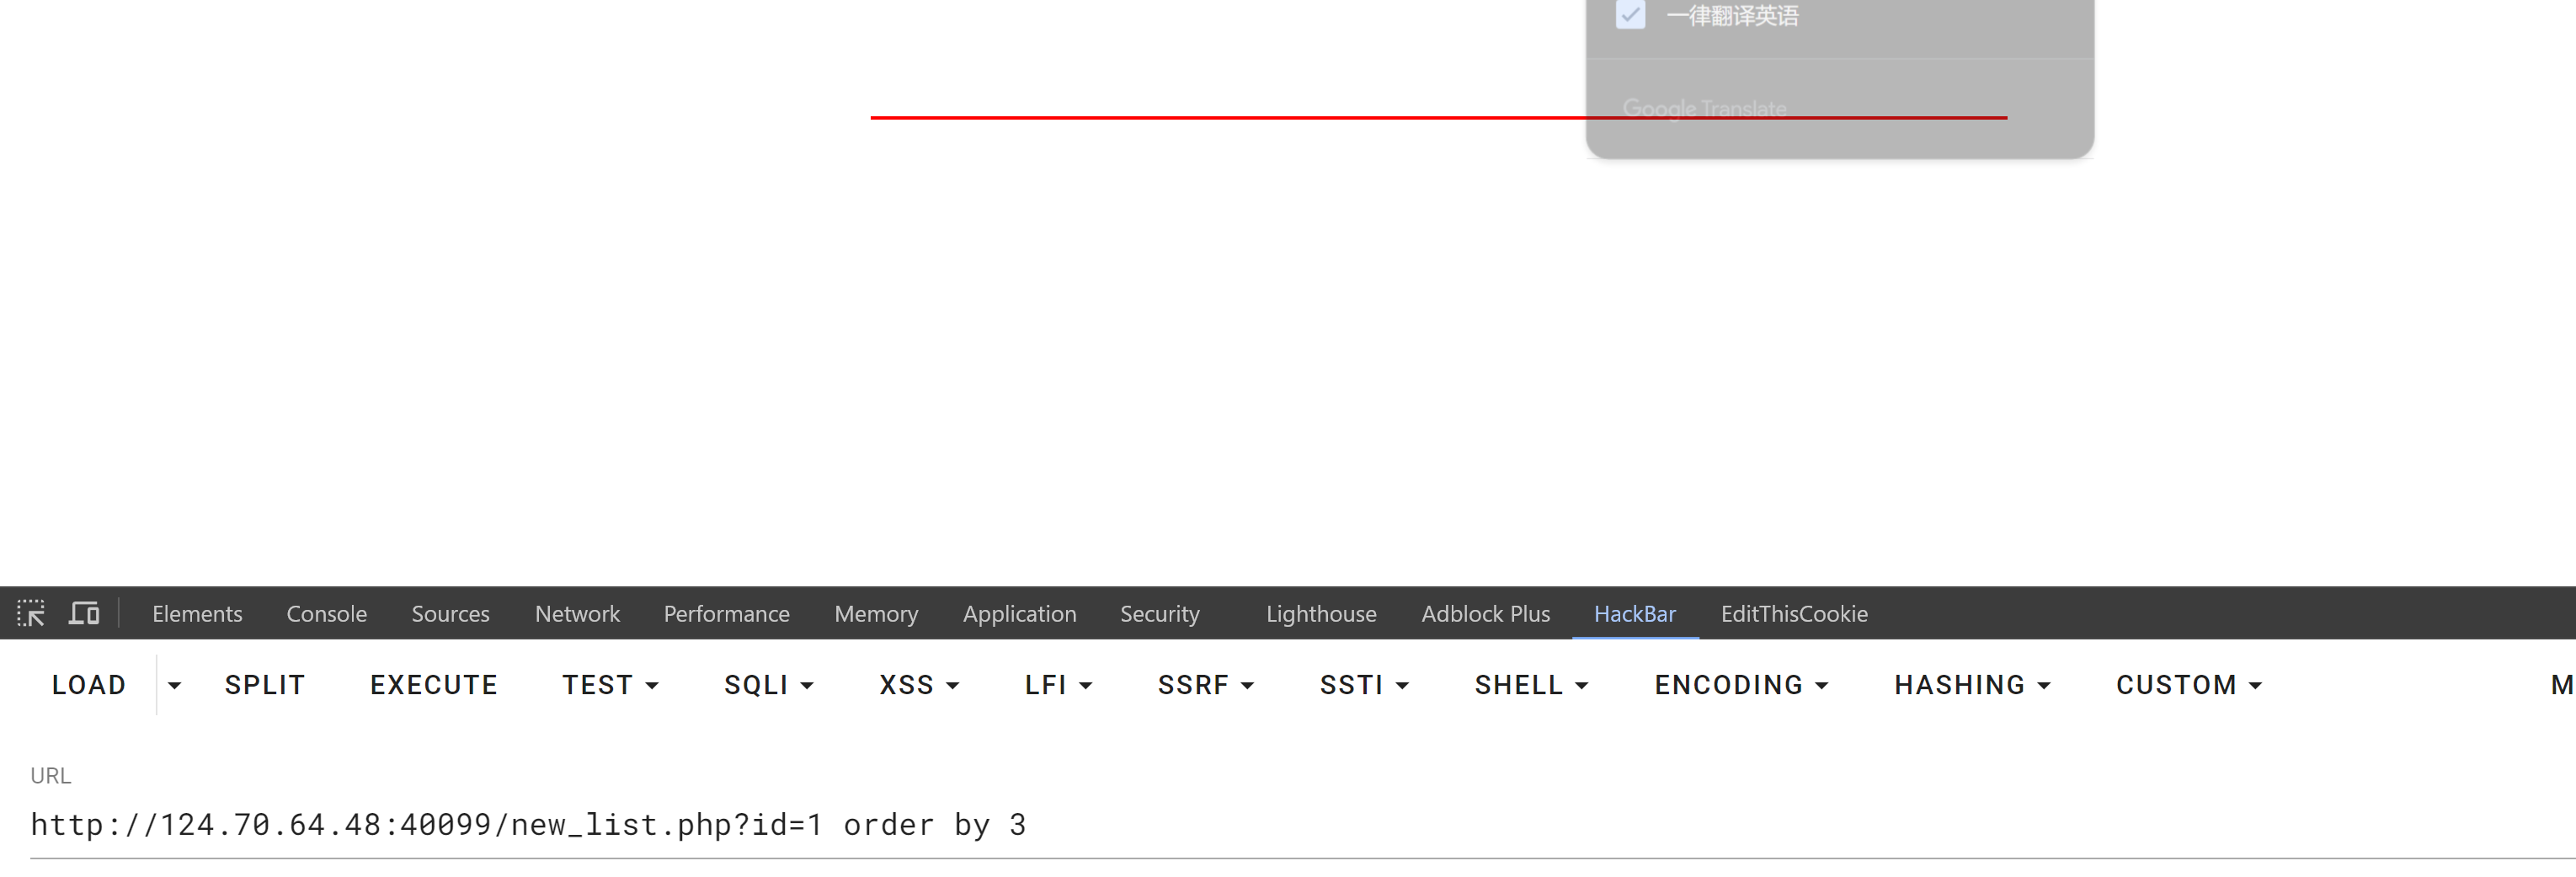 一律翻译英语
Google Translate
Elements Console Sources Network Performance Memory Application Security Lighthouse Adblock Plus HackBar EditThisCookie
LOAD SPLIT EXECUTE TEST SQLI XSS LFI SSRF SSTI SHELL ENCODING HASHING CUSTOM M
URL
http://124.70.64.48:40099/new_list.php?id=1 order by 3